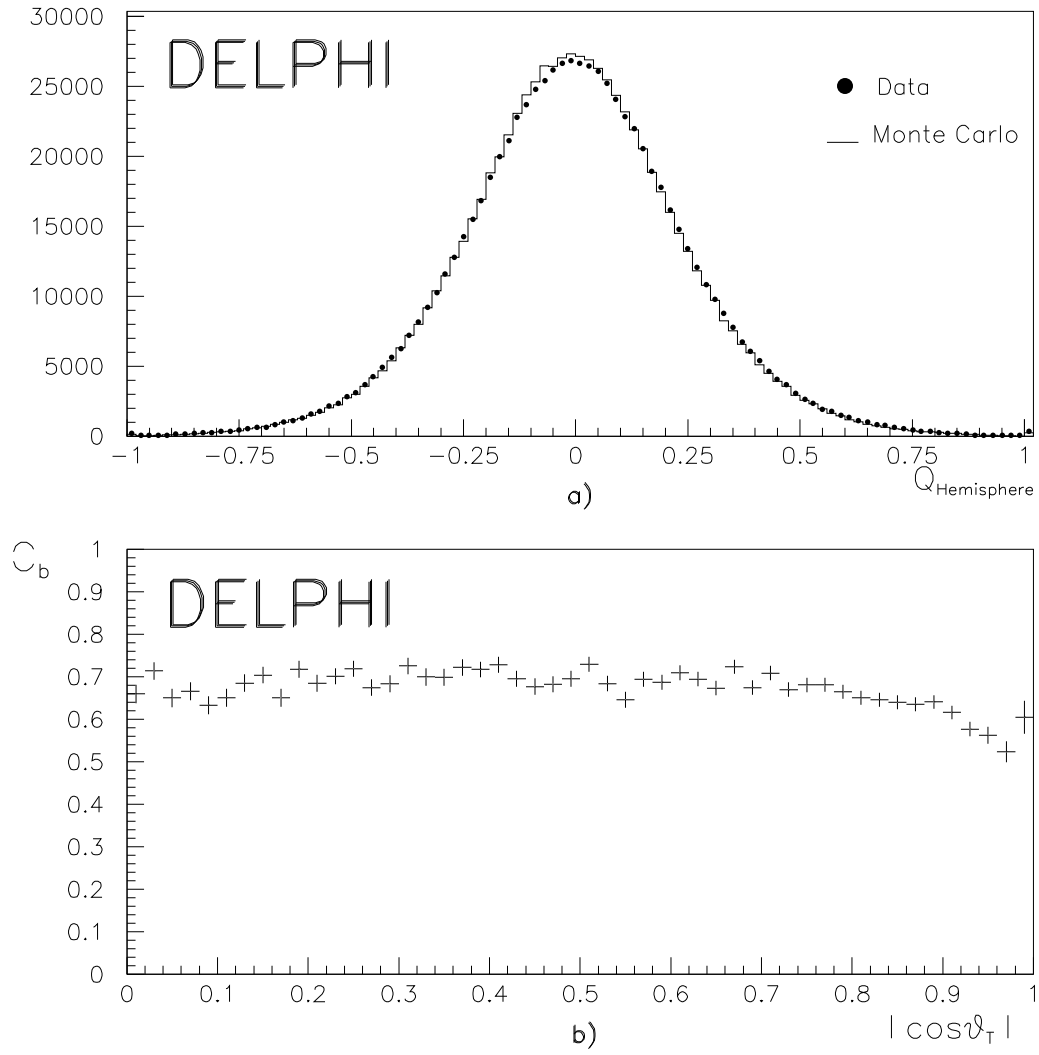 30000
DELPHI
25000
Data
Monte Carlo
20000
15000
10000
5000
0
−1 −0.75 −0.5 −0.25 0 0.25 0.5 0.75 1
Q Hemisphere
a)
1
b
DELPHI
0.9
0.8
0.7
0.6
0.5
0.4
0.3
0.2
0.1
0
0 0.1 0.2 0.3 0.4 0.5 0.6 0.7 0.8 0.9 1
b)
| cosϑT |